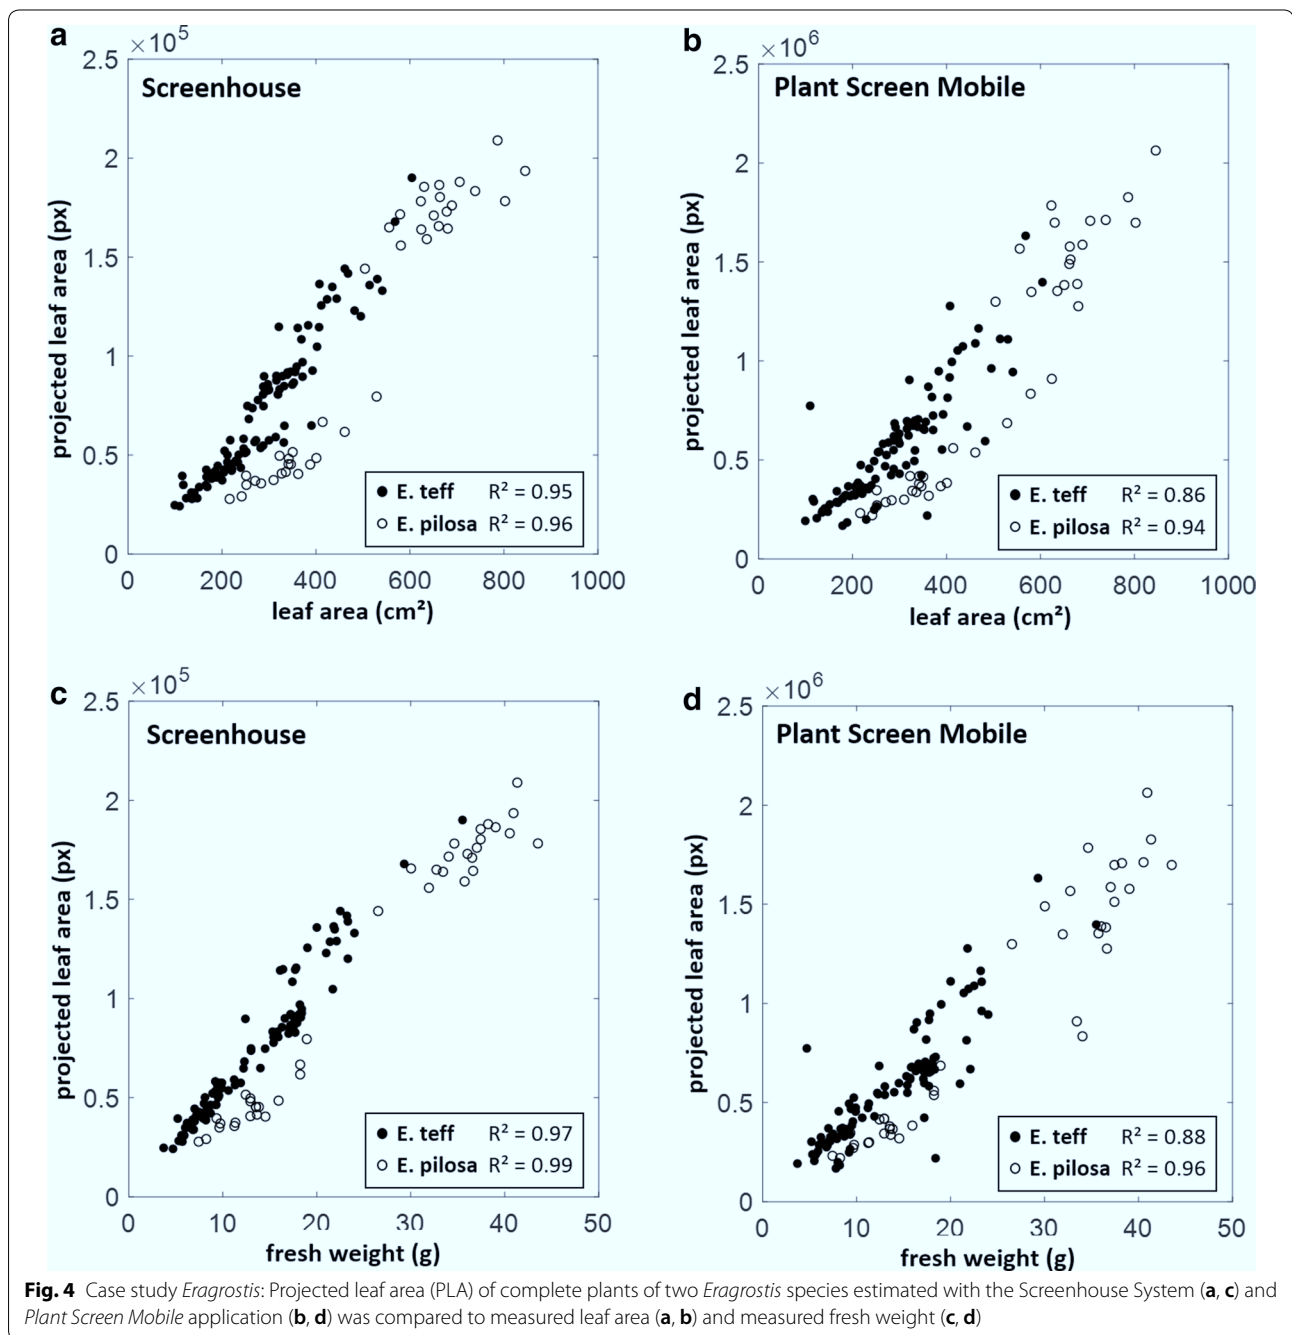 a
×10⁵
Screenhouse
2.5
2
1.5
1
0.5
0
projected leaf area (px)
E. teff R² = 0.95
E. pilosa R² = 0.96
0 200 400 600 800 1000
leaf area (cm²)
b
×10⁶
Plant Screen Mobile
2.5
2
1.5
1
0.5
0
projected leaf area (px)
E. teff R² = 0.86
E. pilosa R² = 0.94
0 200 400 600 800 1000
leaf area (cm²)
c
×10⁵
Screenhouse
2.5
2
1.5
1
0.5
0
projected leaf area (px)
E. teff R² = 0.97
E. pilosa R² = 0.99
0 10 20 30 40 50
fresh weight (g)
d
×10⁶
Plant Screen Mobile
2.5
2
1.5
1
0.5
0
projected leaf area (px)
E. teff R² = 0.88
E. pilosa R² = 0.96
0 10 20 30 40 50
fresh weight (g)
Fig. 4 Case study Eragrostis: Projected leaf area (PLA) of complete plants of two Eragrostis species estimated with the Screenhouse System (a, c) and
Plant Screen Mobile application (b, d) was compared to measured leaf area (a, b) and measured fresh weight (c, d)